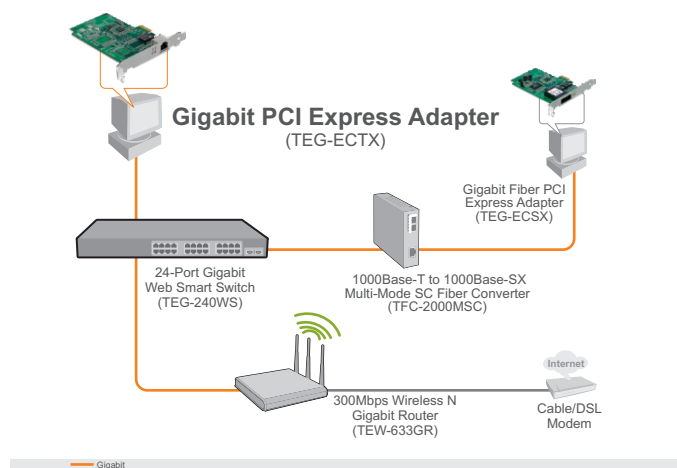 Gigabit PCI Express Adapter
(TEG-ECTX)
Gigabit Fiber PCI
Express Adapter
(TEG-ECSX)
24-Port Gigabit
Web Smart Switch
(TEG-240WS)
1000Base-T to 1000Base-SX
Multi-Mode SC Fiber Converter
(TFC-2000MSC)
Internet
300Mbps Wireless N
Gigabit Router
(TEW-633GR)
Cable/DSL
Modem
Gigabit